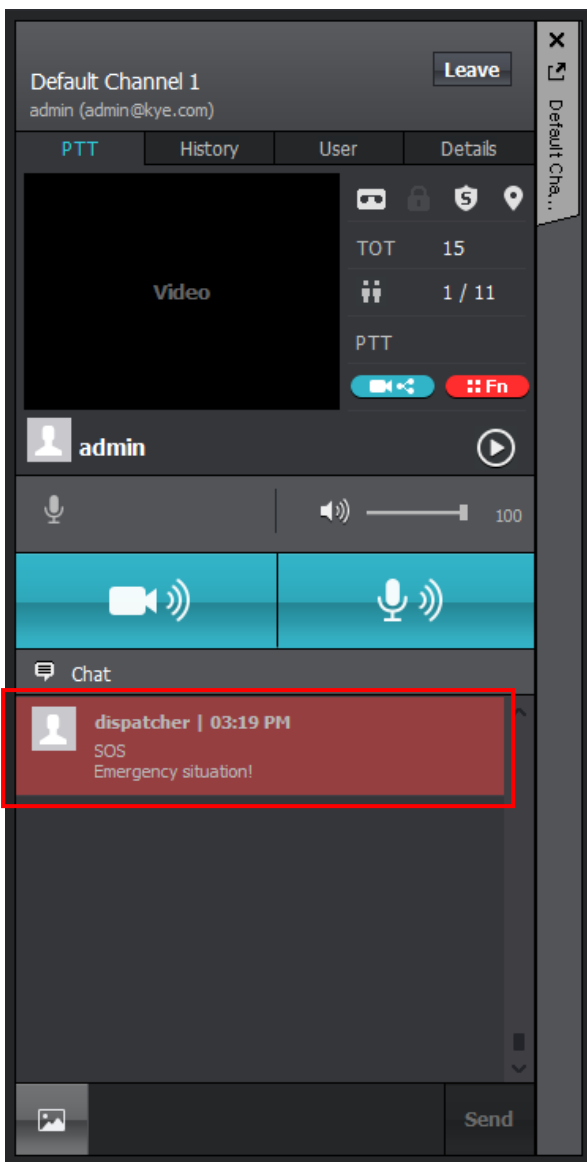 Default Channel 1
Leave
admin (admin@kye.com)
PTT History User Details
Default Cha...
Video
S
TOT 15
1 / 11
PTT
Fn
admin
100
Chat
dispatcher | 03:19 PM
SOS
Emergency situation!
Send